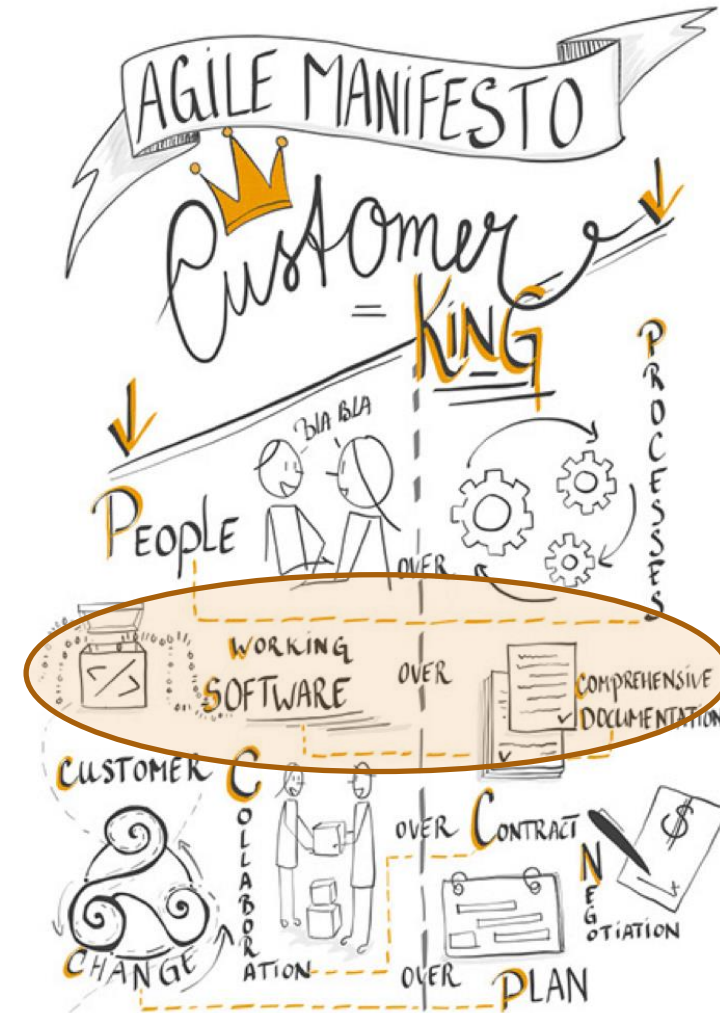 AGiLE MANiFESTO
Customer
=
KiNG
BlA BLA
PEOPLE
OVER
PROCESSES
</>
WORKiNG
SOFTWARE
OVER
COMPREHENSiVE
DOCUMENTATiON
CUSTOMER
COLLABORATiON
OVER
CONTRACT
NEGOTiATiON
$
CHANGE
OVER
PLAN